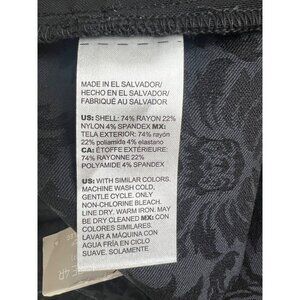 MADE IN EL SALVADOR/
HECHO EN EL SALVADOR/
FABRIQUÉ AU SALVADOR
US: SHELL: 74% RAYON 22%
NYLON 4% SPANDEX MX:
TELA EXTERIOR: 74% rayón
22% poliamida 4% elastano
CA: ÉTOFFE EXTÉRIEURE:
74% RAYONNE 22%
POLYAMIDE 4% SPANDEX
US: WITH SIMILAR COLORS.
MACHINE WASH COLD,
GENTLE CYCLE. ONLY
NON-CHLORINE BLEACH.
LINE DRY, WARM IRON. MAY
BE DRY CLEANED MX: CON
COLORES SIMILARES.
LAVAR A MÁQUINA CON
AGUA FRÍA EN CICLO
SUAVE. SOLAMENTE
4R